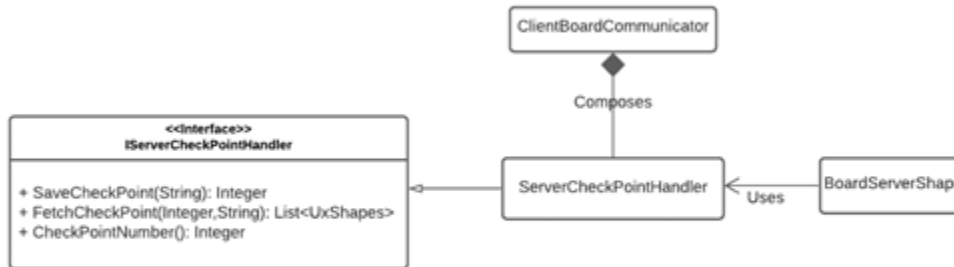 ClientBoardCommunicator
Composes
<<Interface>>
IServerCheckPointHandler
+ SaveCheckPoint(String): Integer
+ FetchCheckPoint(Integer,String): List<UxShapes>
+ CheckPointNumber(): Integer
ServerCheckPointHandler
Uses
BoardServerShap